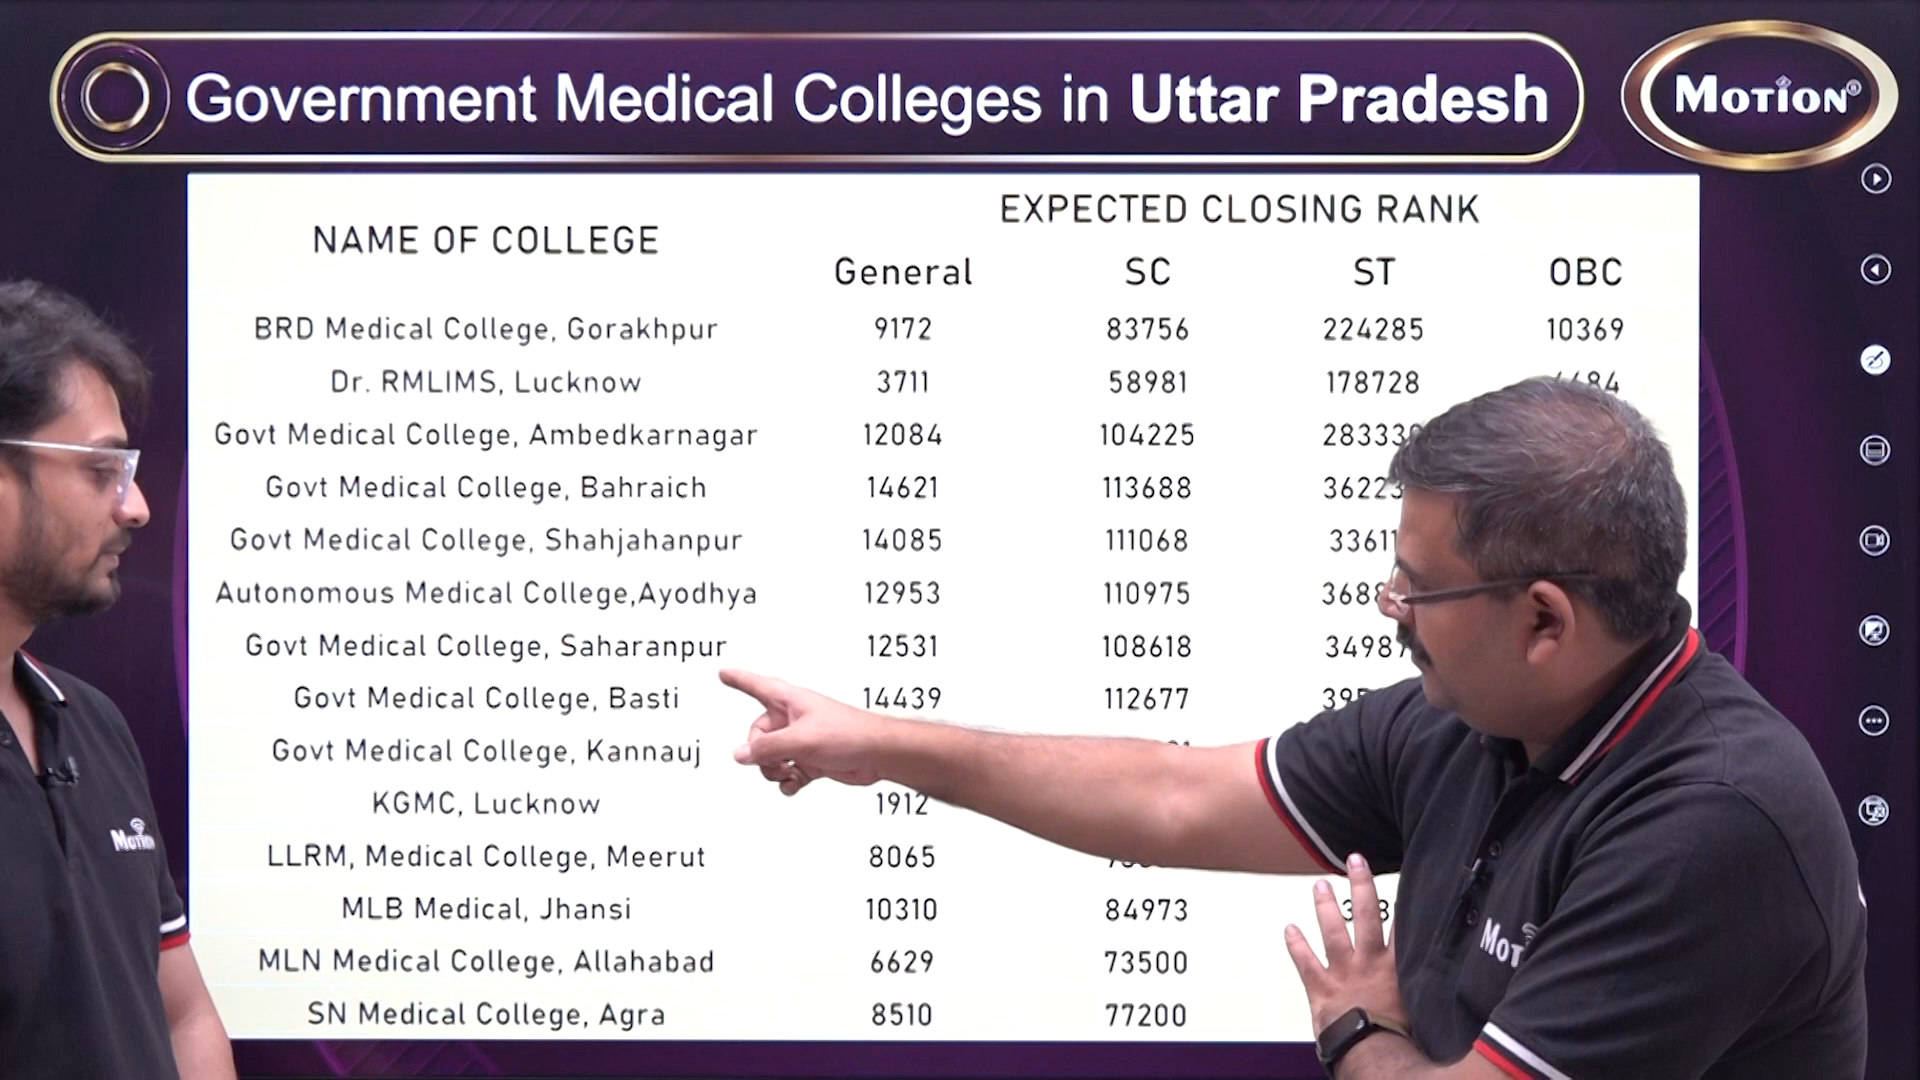 Government Medical Colleges in Uttar Pradesh
MOTION®
NAME OF COLLEGE
EXPECTED CLOSING RANK
General SC ST OBC
BRD Medical College, Gorakhpur 9172 83756 224285 10369
Dr. RMLIMS, Lucknow 3711 58981 178728
Govt Medical College, Ambedkarnagar 12084 104225
Govt Medical College, Bahraich 14621 113688
Govt Medical College, Shahjahanpur 14085 111068
Autonomous Medical College,Ayodhya 12953 110975
Govt Medical College, Saharanpur 12531 108618
Govt Medical College, Basti 14439 112677
Govt Medical College, Kannauj
KGMC, Lucknow 1912
LLRM, Medical College, Meerut 8065
MLB Medical, Jhansi 10310 84973
MLN Medical College, Allahabad 6629 73500
SN Medical College, Agra 8510 77200